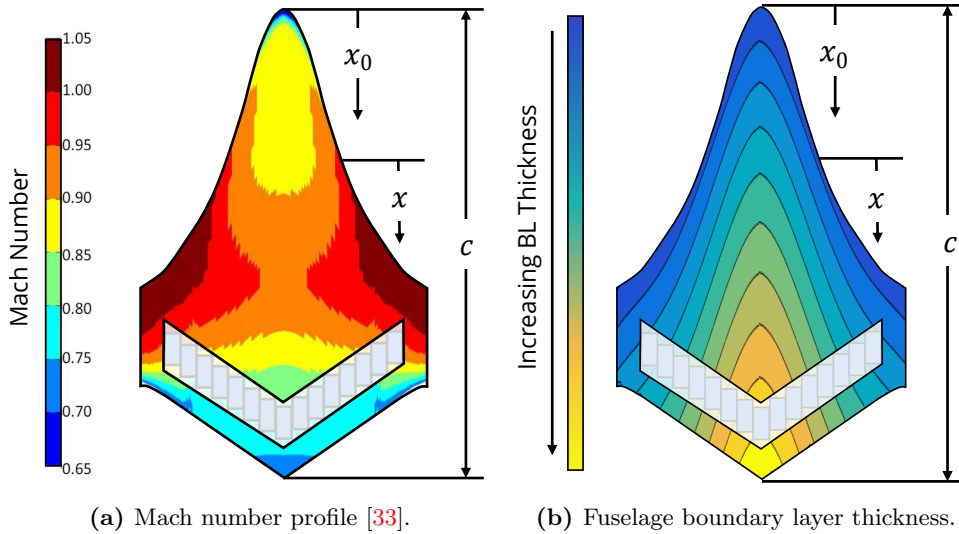 1.05
1.00
0.95
0.90
0.85
0.80
0.75
0.70
0.65
Mach Number
x₀
x
c
Increasing BL Thickness
x₀
x
c
(a) Mach number profile [33].
(b) Fuselage boundary layer thickness.